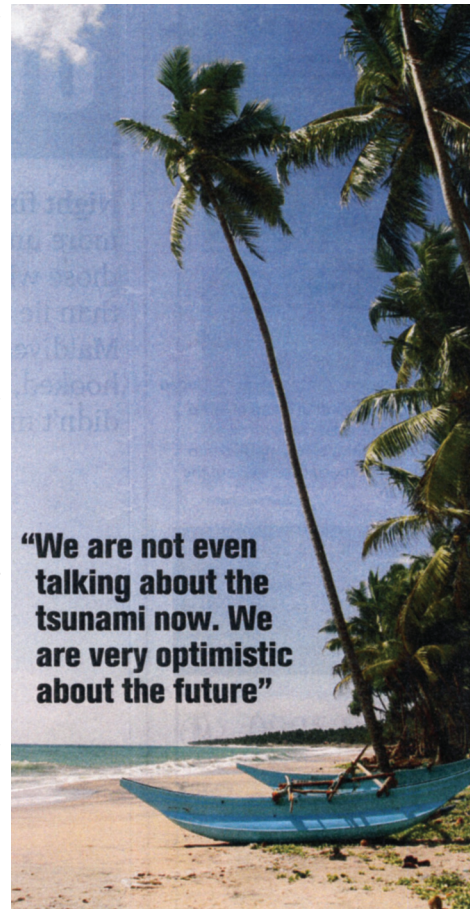 “We are not even
talking about the
tsunami now. We
are very optimistic
about the future”